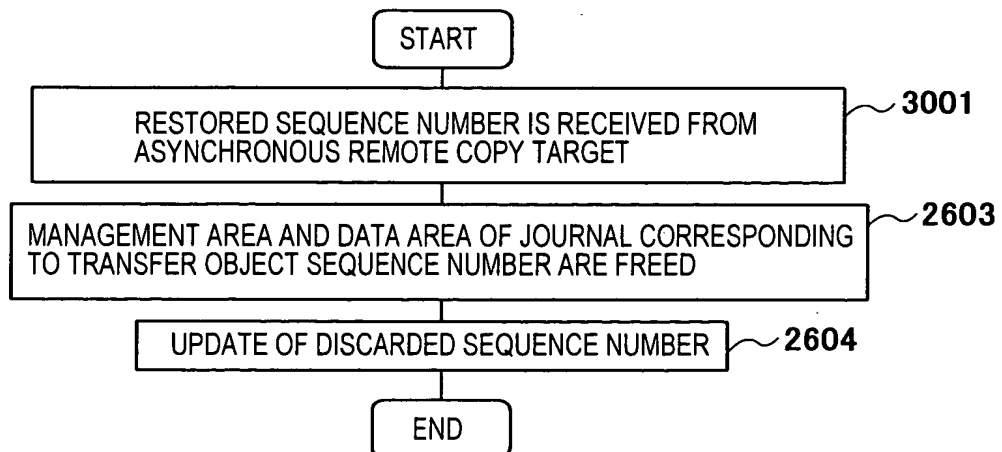 START
RESTORED SEQUENCE NUMBER IS RECEIVED FROM
ASYNCHRONOUS REMOTE COPY TARGET
3001
MANAGEMENT AREA AND DATA AREA OF JOURNAL CORRESPONDING
TO TRANSFER OBJECT SEQUENCE NUMBER ARE FREED
2603
UPDATE OF DISCARDED SEQUENCE NUMBER
2604
END